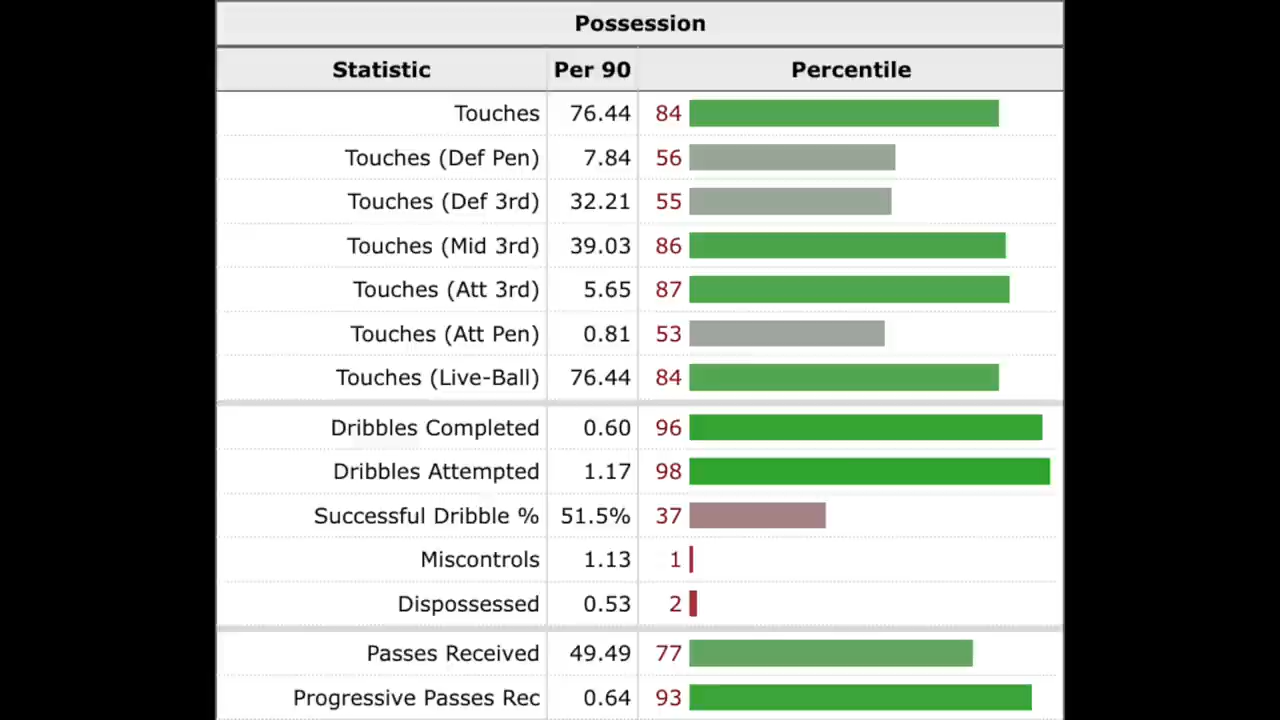 Possession
Statistic Per 90 Percentile
Touches 76.44 84
Touches (Def Pen) 7.84 56
Touches (Def 3rd) 32.21 55
Touches (Mid 3rd) 39.03 86
Touches (Att 3rd) 5.65 87
Touches (Att Pen) 0.81 53
Touches (Live-Ball) 76.44 84
Dribbles Completed 0.60 96
Dribbles Attempted 1.17 98
Successful Dribble % 51.5% 37
Miscontrols 1.13 1
Dispossessed 0.53 2
Passes Received 49.49 77
Progressive Passes Rec 0.64 93